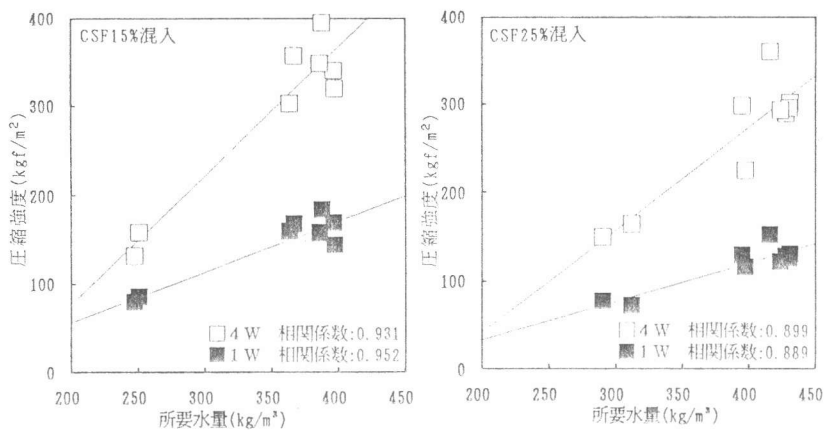 CSF15%混入
400
300
200
100
0
圧縮強度(kgf/m²)
□4W 相関係数:0.931
■1W 相関係数:0.952
200 250 300 350 400 450
所要水量(kg/m³)
CSF25%混入
400
300
200
100
0
圧縮強度(kgf/m²)
□4W 相関係数:0.899
■1W 相関係数:0.889
200 250 300 350 400 450
所要水量(kg/m³)